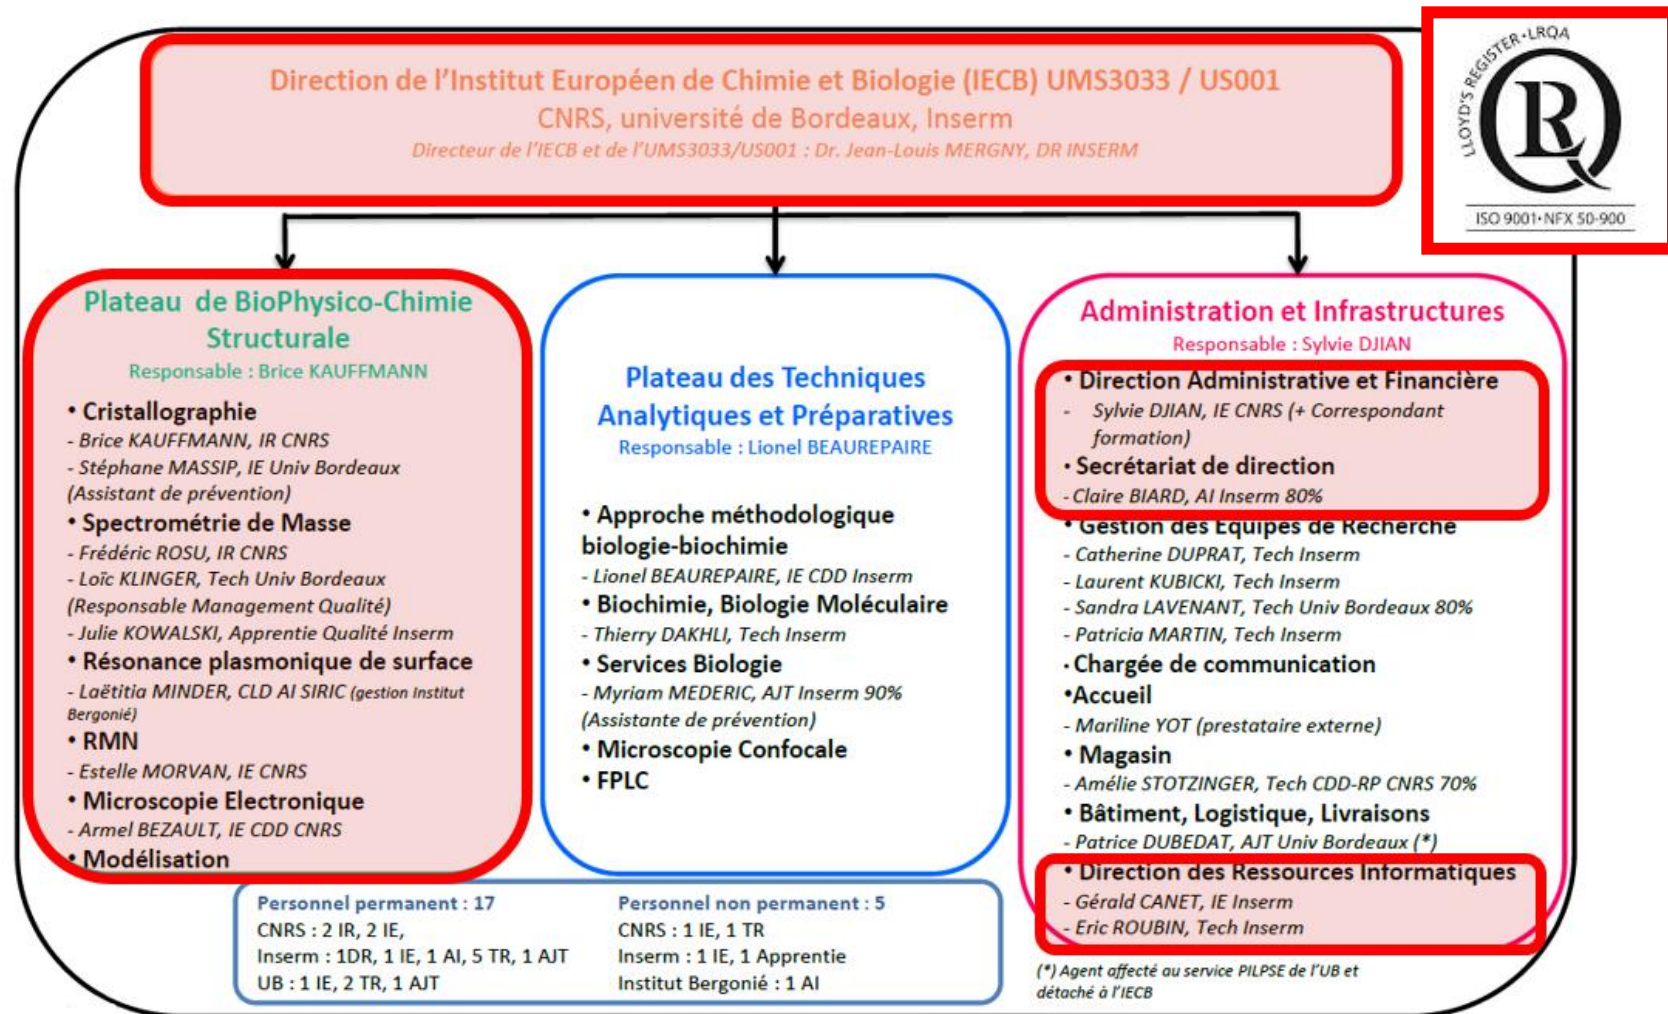 Direction de l'Institut Européen de Chimie et Biologie (IECB) UMS3033 / US001
CNRS, université de Bordeaux, Inserm
Directeur de l'IECB et de l'UMS3033/US001 : Dr. Jean-Louis MERGNY, DR INSERM
LLOYD'S REGISTER·LRQA
LRQ
ISO 9001·NFX 50-900
Plateau de BioPhysico-Chimie
Structurale
Responsable : Brice KAUFFMANN
• Cristallographie
- Brice KAUFFMANN, IR CNRS
- Stéphane MASSIP, IE Univ Bordeaux
(Assistant de prévention)
• Spectrométrie de Masse
- Frédéric ROSU, IR CNRS
- Loïc KLINGER, Tech Univ Bordeaux
(Responsable Management Qualité)
- Julie KOWALSKI, Apprentie Qualité Inserm
• Résonance plasmonique de surface
- Laëtitia MINDER, CLD AI SIRIC (gestion Institut
Bergonié)
• RMN
- Estelle MORVAN, IE CNRS
• Microscopie Electronique
- Armel BEZAULT, IE CDD CNRS
• Modélisation
Plateau des Techniques
Analytiques et Préparatives
Responsable : Lionel BEAUREPAIRE
• Approche méthodologique
biologie-biochimie
- Lionel BEAUREPAIRE, IE CDD Inserm
• Biochimie, Biologie Moléculaire
- Thierry DAKHLI, Tech Inserm
• Services Biologie
- Myriam MEDERIC, AJT Inserm 90%
(Assistante de prévention)
• Microscopie Confocale
• FPLC
Administration et Infrastructures
Responsable : Sylvie DJIAN
• Direction Administrative et Financière
- Sylvie DJIAN, IE CNRS (+ Correspondant
formation)
• Secrétariat de direction
- Claire BIARD, AI Inserm 80%
• Gestion des Equipes de Recherche
- Catherine DUPRAT, Tech Inserm
- Laurent KUBICKI, Tech Inserm
- Sandra LAVENANT, Tech Univ Bordeaux 80%
- Patricia MARTIN, Tech Inserm
• Chargée de communication
•Accueil
- Mariline YOT (prestataire externe)
• Magasin
- Amélie STOTZINGER, Tech CDD-RP CNRS 70%
• Bâtiment, Logistique, Livraisons
- Patrice DUBEDAT, AJT Univ Bordeaux (*)
• Direction des Ressources Informatiques
- Gérald CANET, IE Inserm
- Eric ROUBIN, Tech Inserm
Personnel permanent : 17
CNRS : 2 IR, 2 IE,
Inserm : 1DR, 1 IE, 1 AI, 5 TR, 1 AJT
UB : 1 IE, 2 TR, 1 AJT
Personnel non permanent : 5
CNRS : 1 IE, 1 TR
Inserm : 1 IE, 1 Apprentie
Institut Bergonié : 1 AI
(*) Agent affecté au service PILPSE de l'UB et
détaché à l'IECB